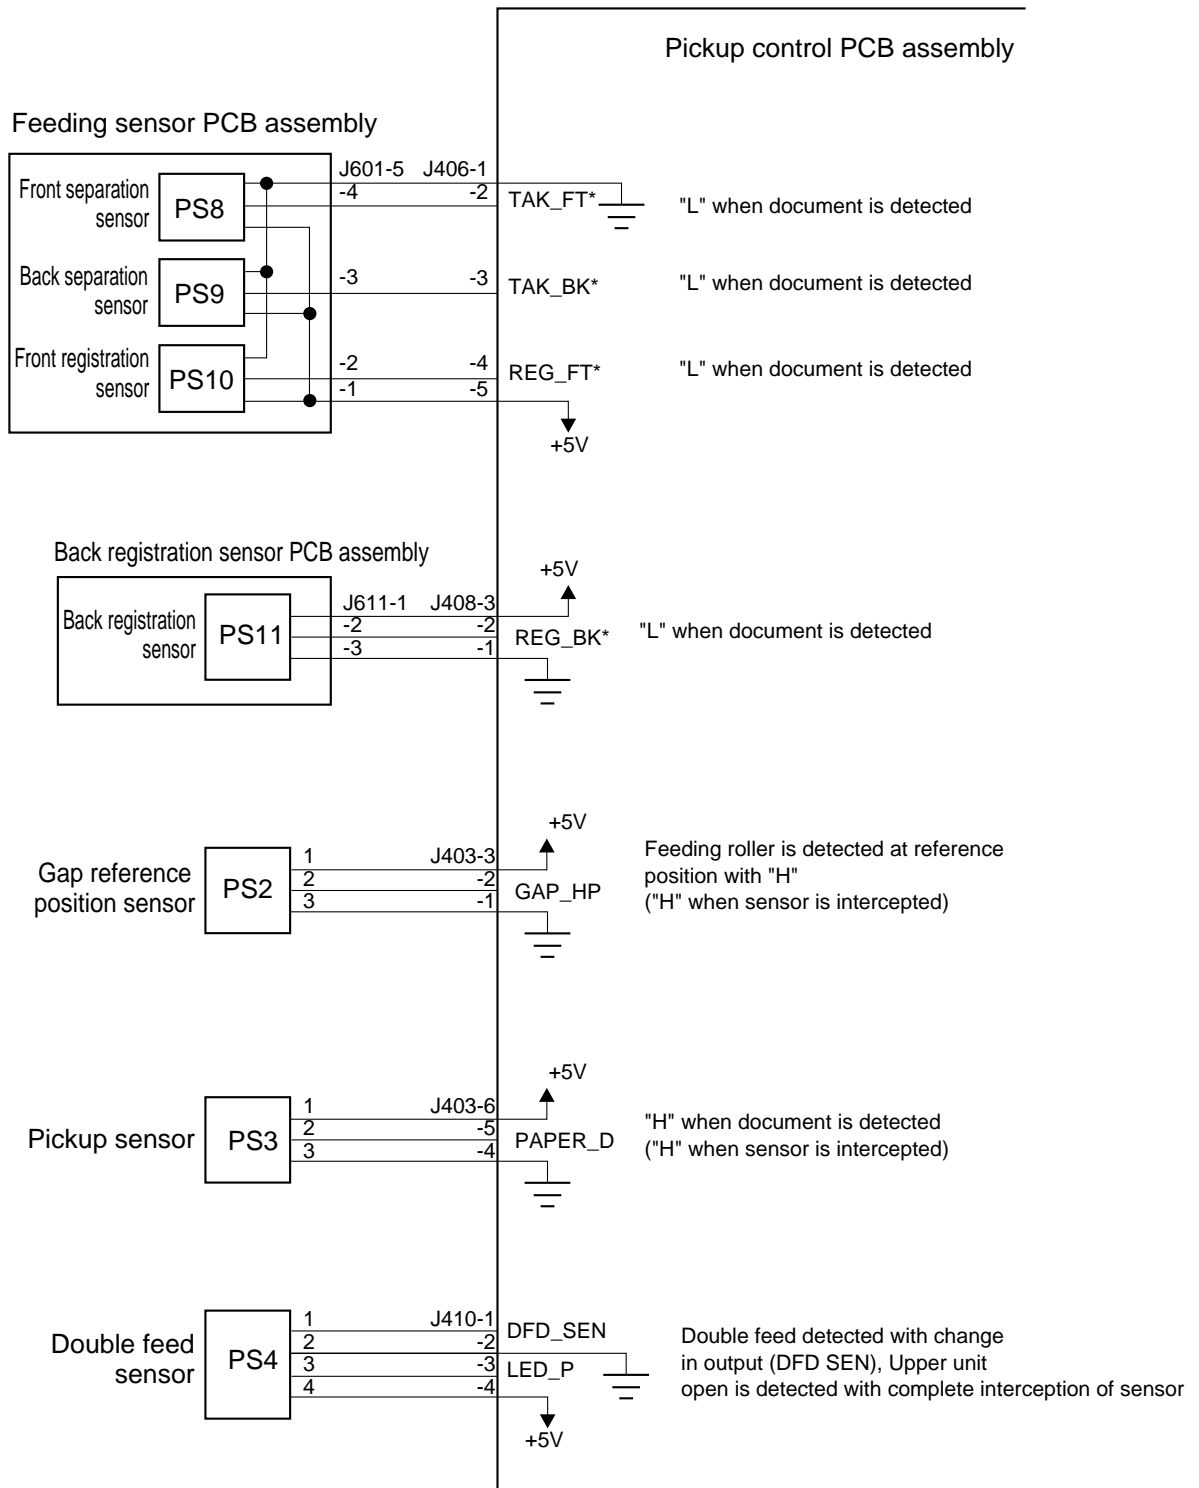 Pickup control PCB assembly
Feeding sensor PCB assembly
Front separation
sensor
PS8
J601-5 J406-1
-4 -2
TAK_FT*
"L" when document is detected
Back separation
sensor
PS9
-3 -3
TAK_BK*
"L" when document is detected
Front registration
sensor
PS10
-2 -4
REG_FT*
"L" when document is detected
-1 -5
+5V
Back registration sensor PCB assembly
+5V
Back registration
sensor
PS11
J611-1 J408-3
-2 -2
-3 -1
REG_BK*
"L" when document is detected
+5V
Gap reference
position sensor
PS2
1 J403-3
2 -2
3 -1
GAP_HP
Feeding roller is detected at reference
position with "H"
("H" when sensor is intercepted)
+5V
Pickup sensor
PS3
1 J403-6
2 -5
3 -4
PAPER_D
"H" when document is detected
("H" when sensor is intercepted)
Double feed
sensor
PS4
1 J410-1
2 -2
3 -3
4 -4
DFD_SEN
LED_P
+5V
Double feed detected with change
in output (DFD SEN), Upper unit
open is detected with complete interception of sensor